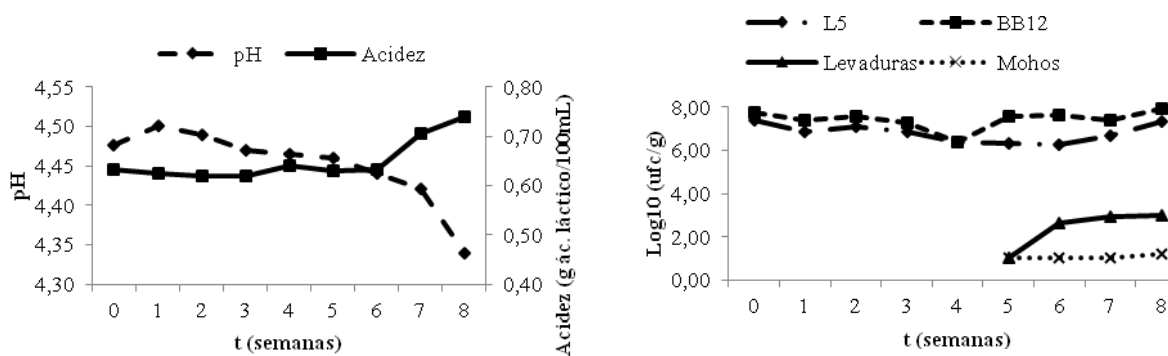 pH Acidez
4,55
4,50
4,45
4,40
4,35
4,30
pH
0,80
0,70
0,60
0,50
0,40
Acidez (g ác. láctico/100mL)
0 1 2 3 4 5 6 7 8
t (semanas)
L5 BB12
Levaduras Mohos
8,00
6,00
4,00
2,00
0,00
Log10 (ufc/g)
0 1 2 3 4 5 6 7 8
t (semanas)